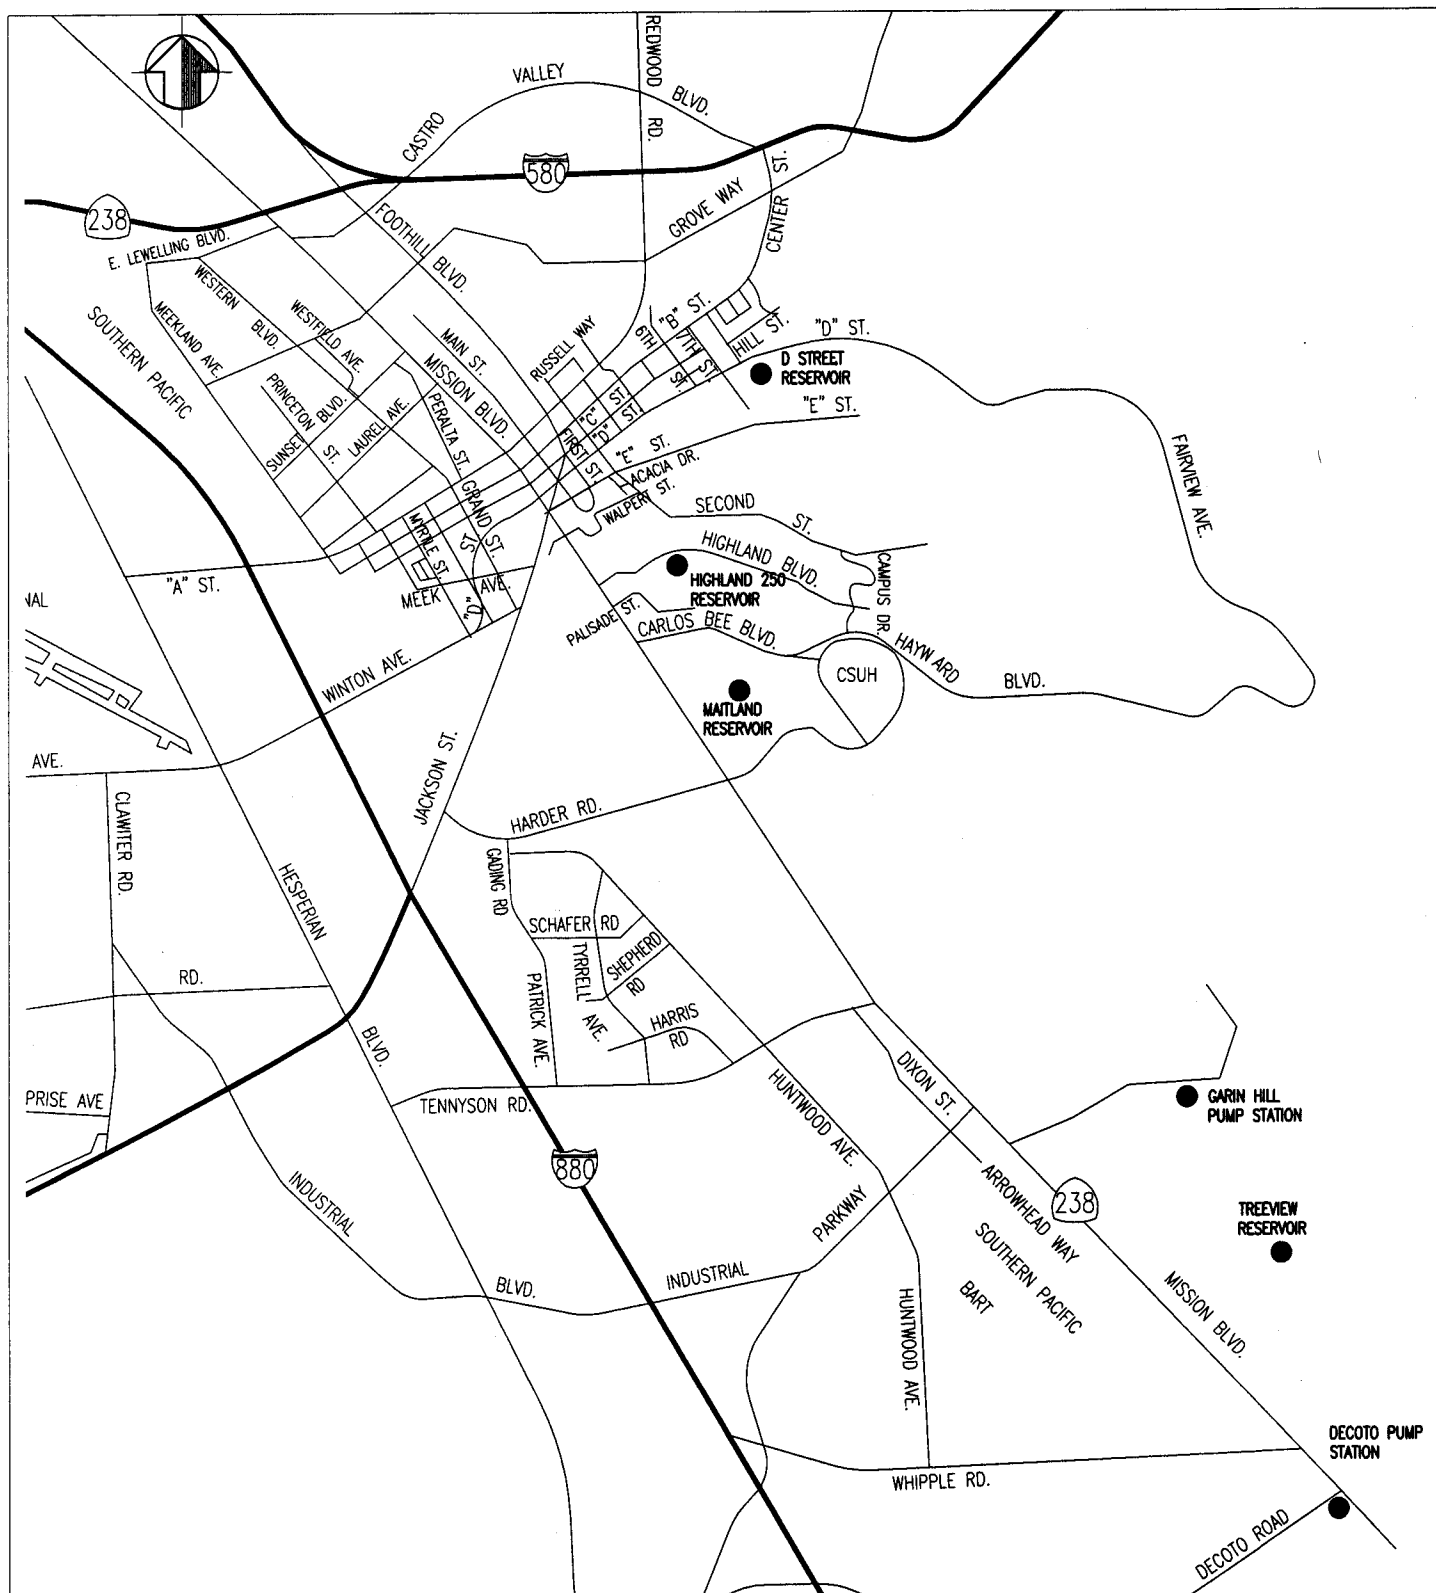 REDWOOD RD.
VALLEY
BLVD.
CASTRO
580
ST.
CENTER
238
GROVE WAY
FOOTHILL BLVD.
E. LEWELLING BLVD.
WESTERN BLVD.
WESTFIELD AVE.
MEEKLAND AVE.
SOUTHERN PACIFIC
MAIN ST.
MISSION BLVD.
RUSSELL WAY
6TH ST.
"B" ST.
7TH ST.
HILL ST.
"D" ST.
D STREET
RESERVOIR
PRINCETON ST.
SUNSET BLVD.
LAUREL AVE.
PERALTA ST.
"C" ST.
"D" ST.
FIRST ST.
"E" ST.
"E" ST.
ACACIA DR.
WALPERT ST.
FAIRVIEW AVE.
GRAND ST.
MYRTLE ST.
SECOND ST.
HIGHLAND BLVD.
CAMPUS DR.
"A" ST.
MEEK AVE.
"D" ST
HIGHLAND 250
RESERVOIR
PALISADE ST.
CARLOS BEE BLVD.
HAYWARD BLVD.
CSUH
WINTON AVE.
MAITLAND
RESERVOIR
AVE.
JACKSON ST.
CLAWITER RD.
HARDER RD.
GADING RD
HESPERIAN
BLVD.
SCHAFER RD
TYRRELL AVE.
SHEPHERD RD
PATRICK AVE.
HARRIS RD
RD.
HUNTWOOD AVE.
DIXON ST.
PRISE AVE
TENNYSON RD.
GARIN HILL
PUMP STATION
880
ARROWHEAD WAY
238
TREEVIEW
RESERVOIR
INDUSTRIAL
BLVD.
INDUSTRIAL
PARKWAY
SOUTHERN PACIFIC
BART
HUNTWOOD AVE.
MISSION BLVD.
DECOTO PUMP
STATION
WHIPPLE RD.
DECOTO ROAD